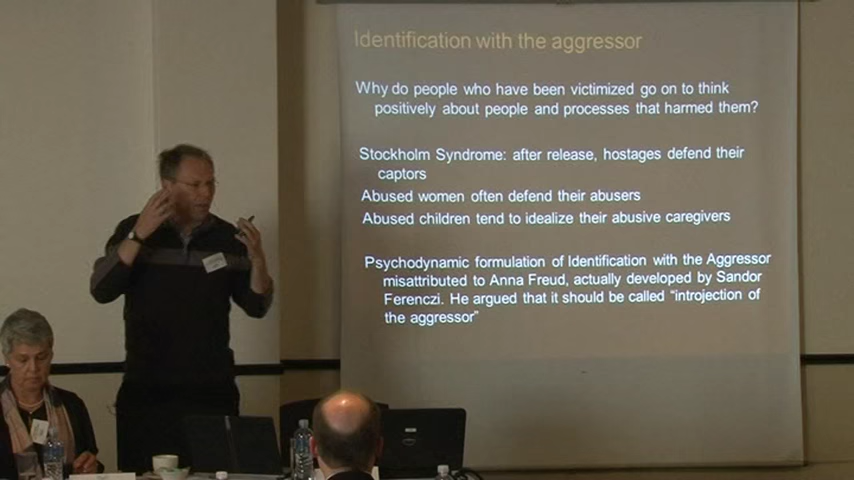 Identification with the aggressor
Why do people who have been victimized go on to think
positively about people and processes that harmed them?
Stockholm Syndrome: after release, hostages defend their
captors
Abused women often defend their abusers
Abused children tend to idealize their abusive caregivers
Psychodynamic formulation of Identification with the Aggressor
misattributed to Anna Freud, actually developed by Sandor
Ferenczi. He argued that it should be called “introjection of
the aggressor”